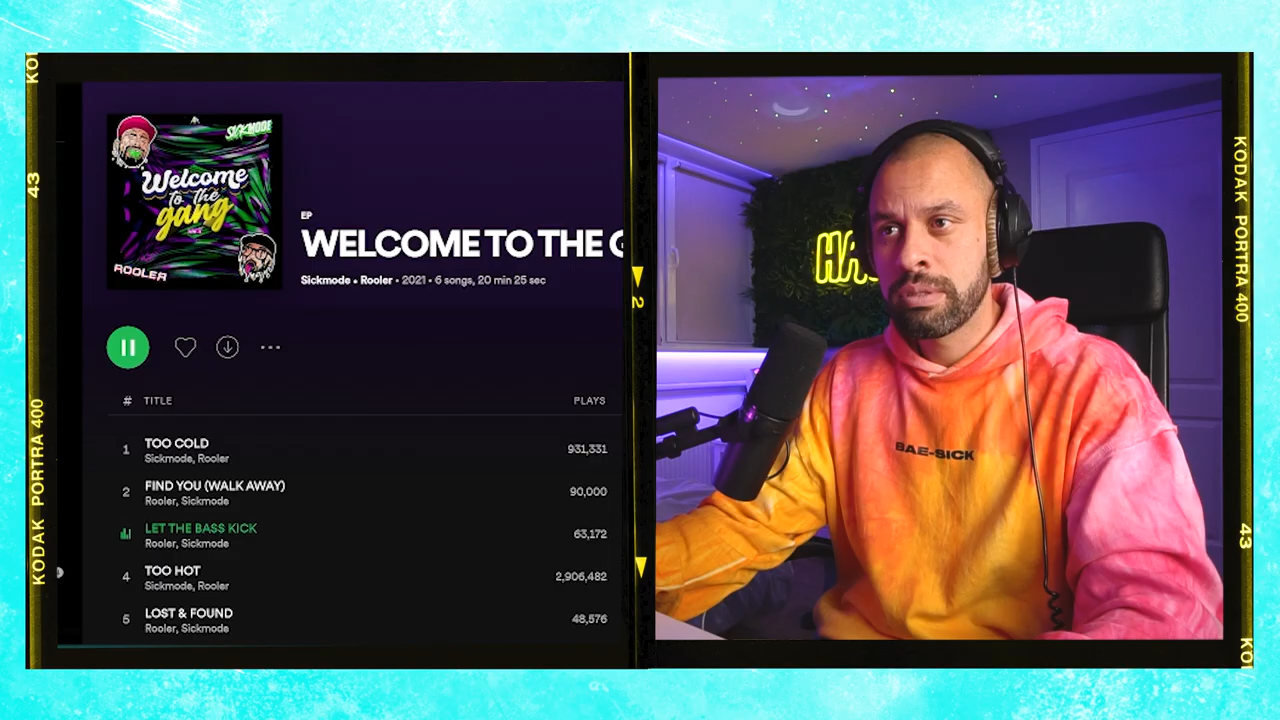 KODAK PORTRA 400
43
SICKMODE
Welcome
to the
gang
ROOLER
EP
WELCOME TO THE
Sickmode • Rooler • 2021 • 6 songs, 20 min 25 sec
# TITLE PLAYS
1 TOO COLD 931,331
Sickmode, Rooler
2 FIND YOU (WALK AWAY) 90,000
Rooler, Sickmode
LET THE BASS KICK 63,172
Rooler, Sickmode
4 TOO HOT 2,906,482
Sickmode, Rooler
5 LOST & FOUND 48,576
Rooler, Sickmode
2
BAE-SICK
KODAK PORTRA 400
43